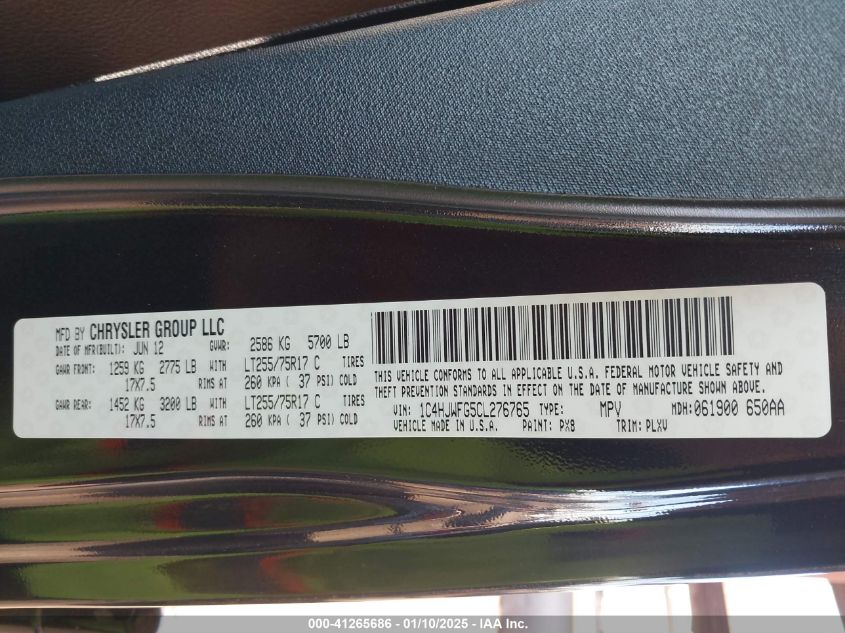 MFD BY CHRYSLER GROUP LLC
DATE OF MFR(BUILT): JUN 12 GVWR: 2586 KG 5700 LB
GAWR FRONT: 1259 KG 2775 LB WITH LT255/75R17 C TIRES
17X7.5 RIMS AT 260 KPA ( 37 PSI) COLD
GAWR REAR: 1452 KG 3200 LB WITH LT255/75R17 C TIRES
17X7.5 RIMS AT 260 KPA ( 37 PSI) COLD
THIS VEHICLE CONFORMS TO ALL APPLICABLE U.S.A. FEDERAL MOTOR VEHICLE SAFETY AND
THEFT PREVENTION STANDARDS IN EFFECT ON THE DATE OF MANUFACTURE SHOWN ABOVE.
VIN: 1C4HJWFG5CL276765 TYPE: MPV MDH:061900 650AA
VEHICLE MADE IN U.S.A. PAINT: PX8 TRIM: PLXV
000-41265686 - 01/10/2025 - IAA Inc.